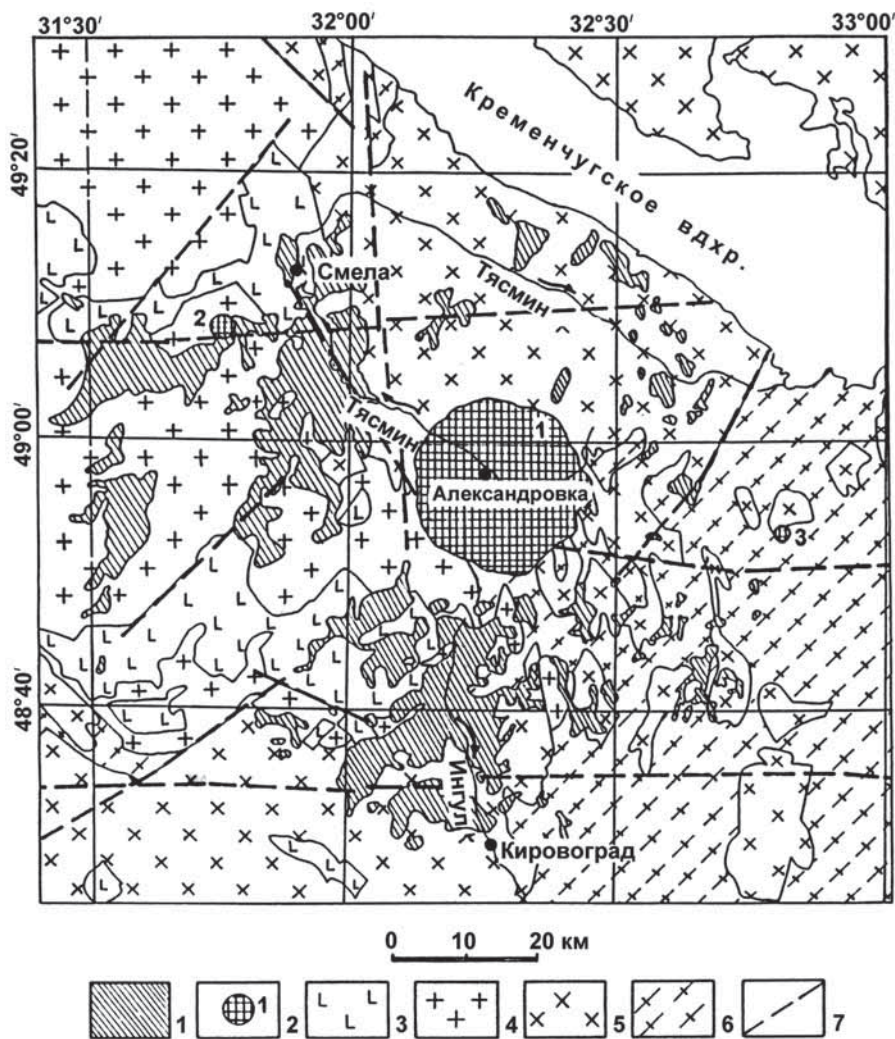 31°30′ 32°00′ 32°30′ 33°00′
49°20′
49°00′
48°40′
Кременчугское вдхр.
Смела
Тясмин
2
Тясмин
1
Александровка
3
Ингул
Кировоград
0 10 20 км
1 1 2 3 4 5 6 7